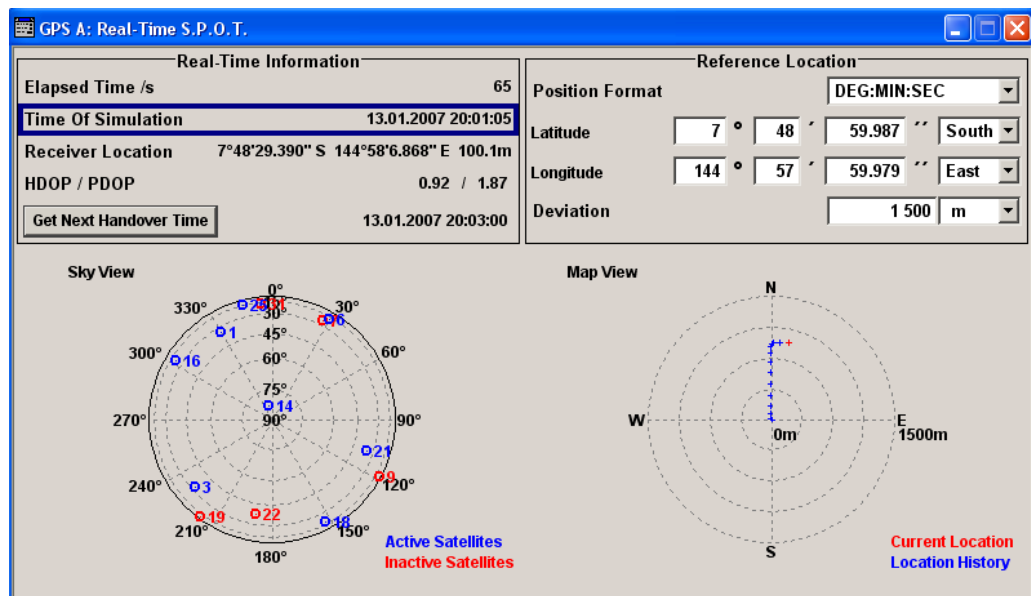 GPS A: Real-Time S.P.O.T.
Real-Time Information
Elapsed Time /s 65
Time Of Simulation 13.01.2007 20:01:05
Receiver Location 7°48'29.390" S 144°58'6.868" E 100.1m
HDOP / PDOP 0.92 / 1.87
Get Next Handover Time 13.01.2007 20:03:00
Reference Location
Position Format DEG:MIN:SEC
Latitude 7 ° 48 ′ 59.987 ′′ South
Longitude 144 ° 57 ′ 59.979 ′′ East
Deviation 1 500 m
Sky View
0°
330°
30°
25
30°
6
1
45°
300°
16
60°
60°
75°
14
270°
90°
90°
21
240°
3
9
120°
19
22
18
210°
150°
180°
Active Satellites
Inactive Satellites
Map View
N
W
E
0m
1500m
S
Current Location
Location History